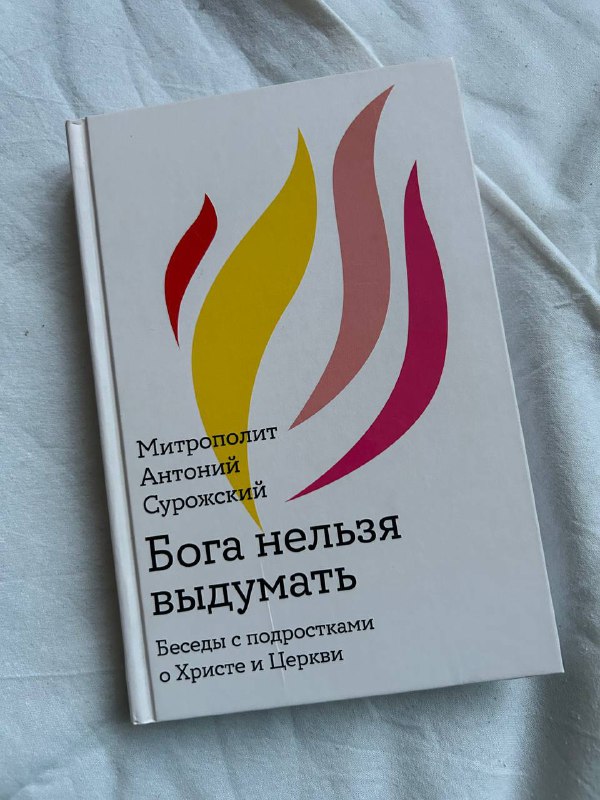 Митрополит
Антоний
Сурожский
Бога нельзя
выдумать
Беседы с подростками
о Христе и Церкви